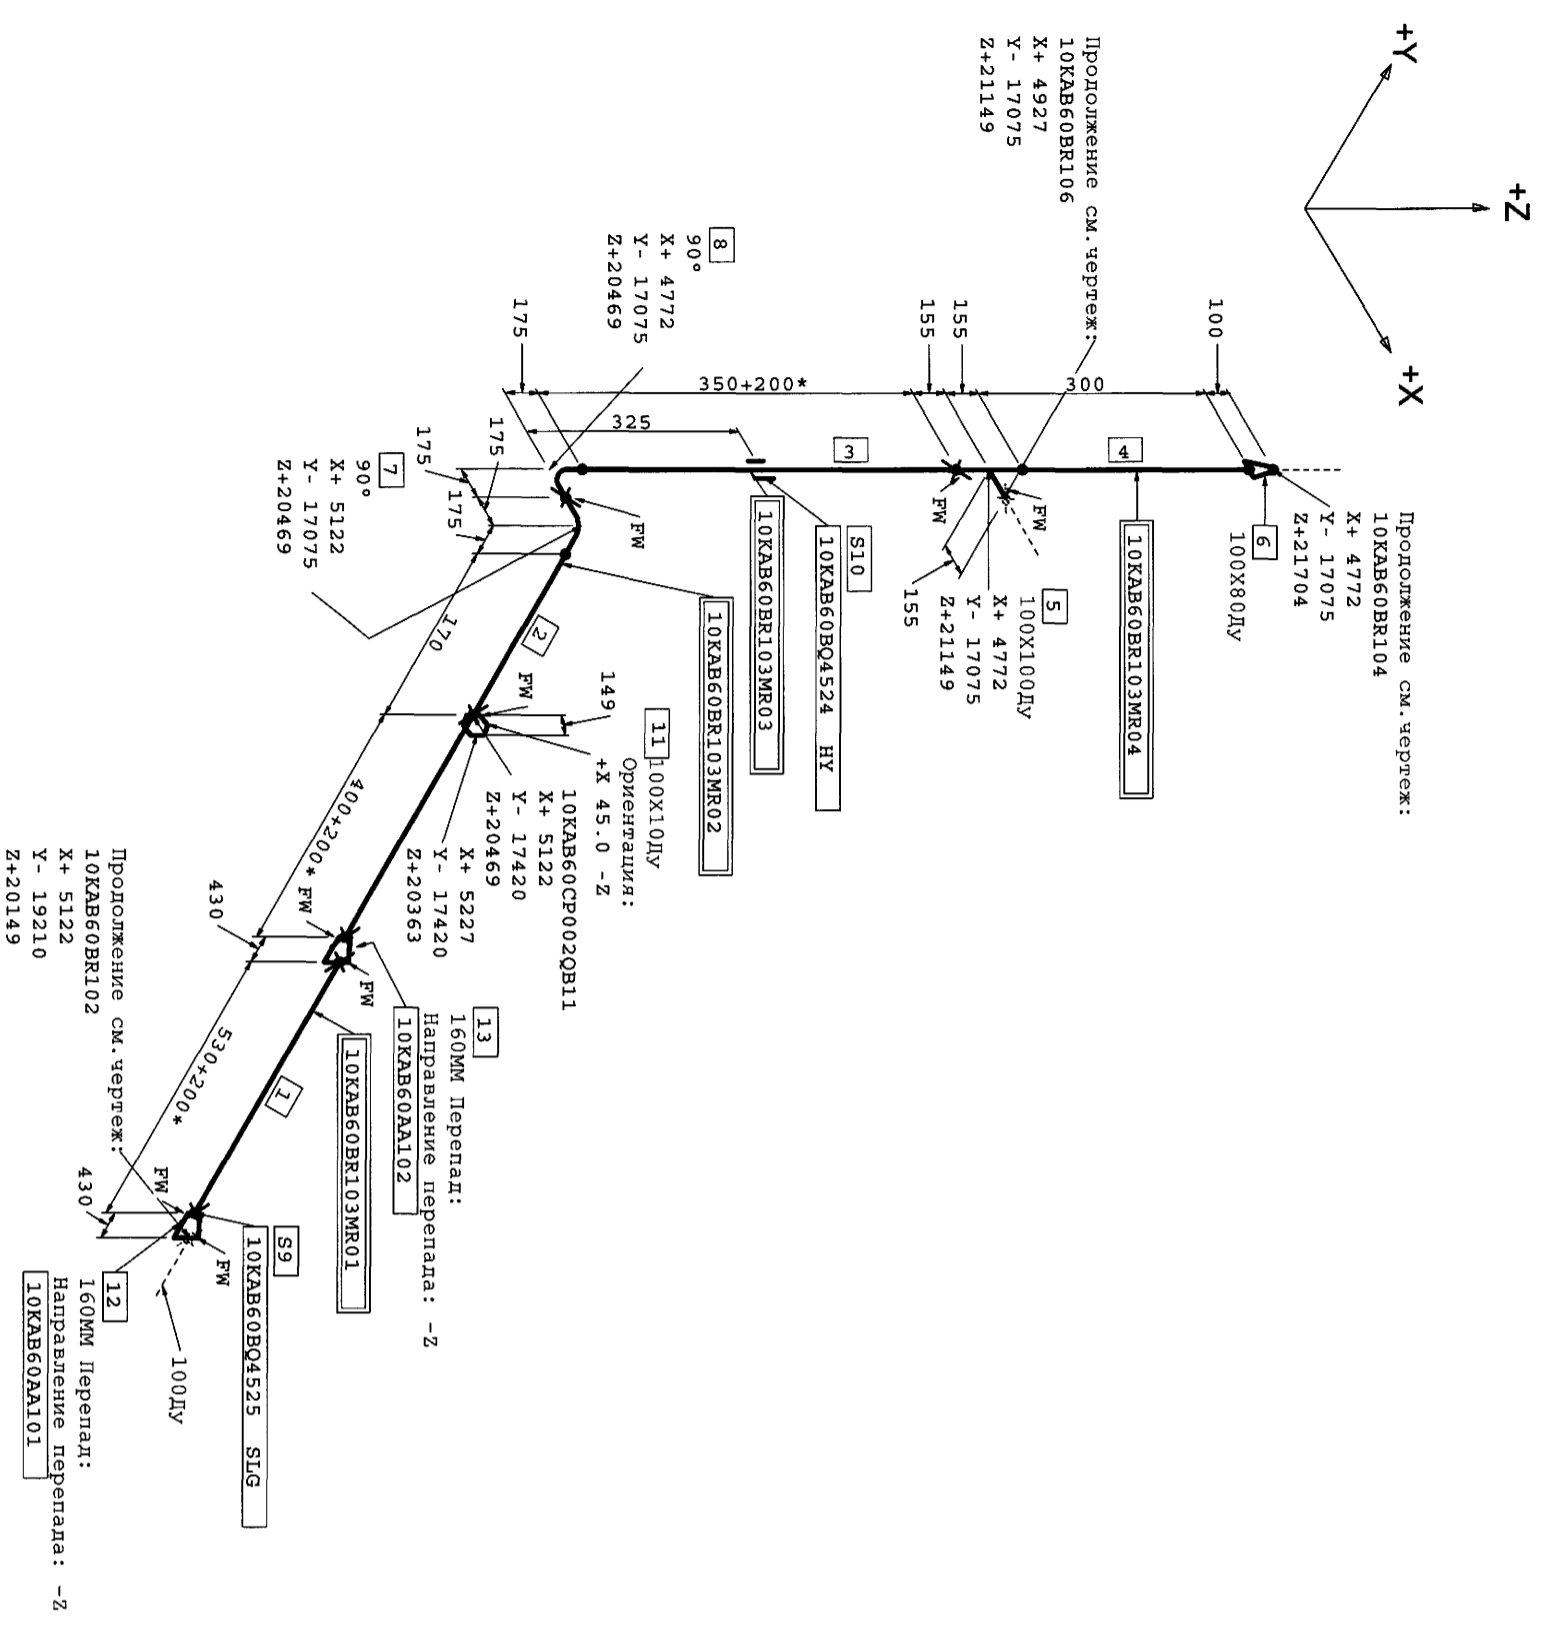 +Y
+Z
+X
Продолжение см.чертеж:
10KAB60BR106
X+ 4927
Y- 17075
Z+21149
8
90°
X+ 4772
Y- 17075
Z+20469
175
155
155
100
350+200*
300
325
3
4
FW
FW
FW
Продолжение см.чертеж:
10KAB60BR104
X+ 4772
Y- 17075
Z+21704
6
100X80Ду
10KAB60BR103MR04
5
100X100Ду
X+ 4772
Y- 17075
Z+21149
155
S10
10KAB60BQ4524 HY
10KAB60BR103MR03
10KAB60BR103MR02
7
90°
X+ 5122
Y- 17075
Z+20469
175
175
175
170
2
FW
149
11
100X10Ду
Ориентация:
+X 45.0 -Z
10KAB60CP002QB11
X+ 5122
Y- 17420
Z+20469
X+ 5227
Y- 17420
Z+20363
400+200*
FW
430
FW
13
160MM Перепад:
Направление перепада: -Z
10KAB60AA102
10KAB60BR103MR01
530+200*
1
Продолжение см.чертеж:
10KAB60BR102
X+ 5122
Y- 19210
Z+20149
430
FW
FW
S9
10KAB60BQ4525 SLG
100Ду
12
160MM Перепад:
Направление перепада: -Z
10KAB60AA101